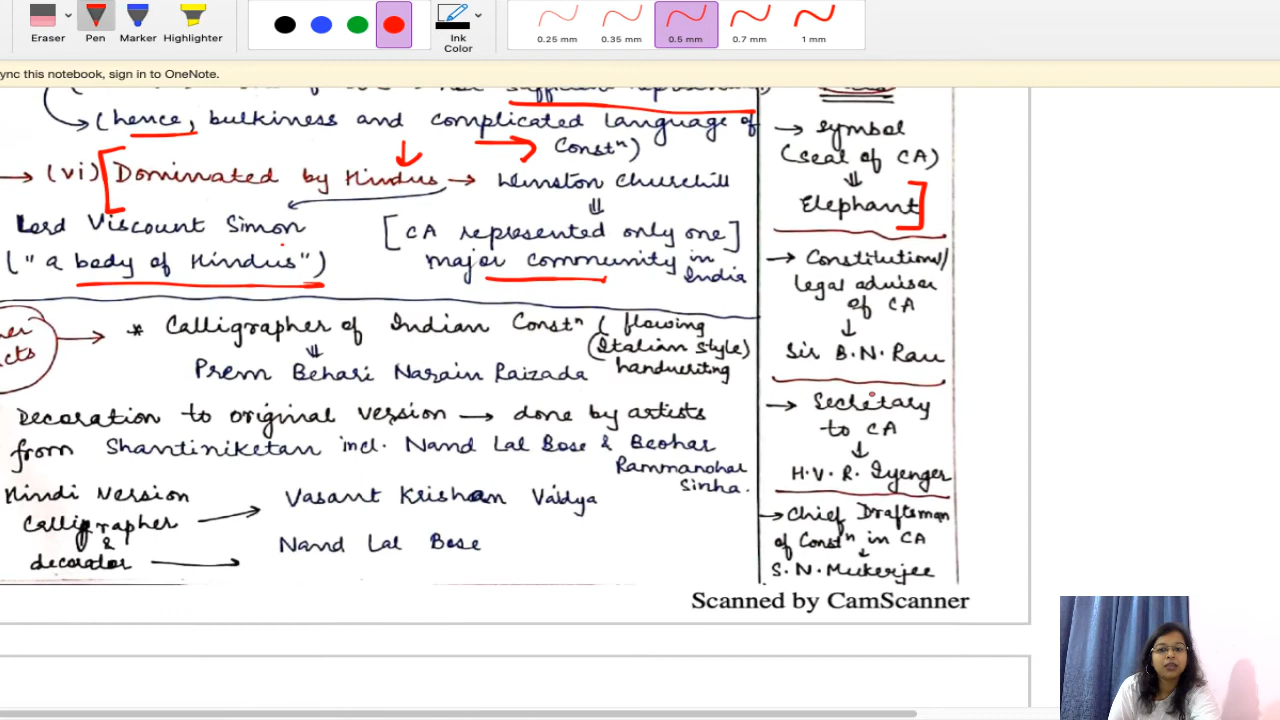 Eraser
Pen
Marker
Highlighter
Ink
Color
0.25 mm
0.35 mm
0.5 mm
0.7 mm
1 mm
ync this notebook, sign in to OneNote.
(hence, bulkiness and complicated language of
Constⁿ)
(vi) Dominated by Hindus → Winston Churchill
Lord Viscount Simon
("a body of Hindus")
[CA represented only one]
major community in
India
* Calligrapher of Indian Constⁿ (flowing
(Italian style)
handwriting
Prem Behari Narain Raizada
Decoration to original version → done by artists
from Shantiniketan incl. Nand Lal Bose & Beohar
Rammanohar
Sinha.
Hindi Version
Calligrapher → Vasant Krishan Vaidya
&
decorator → Nand Lal Bose
→ Symbol
(Seal of CA)
⇓
Elephant
→ Constitutional/
legal adviser
of CA
↓
Sir B.N. Rau
→ Secretary
to CA
↓
H.V.R. Iyenger
→ Chief Draftsman
of Constⁿ in CA
↓
S.N. Mukerjee
Scanned by CamScanner